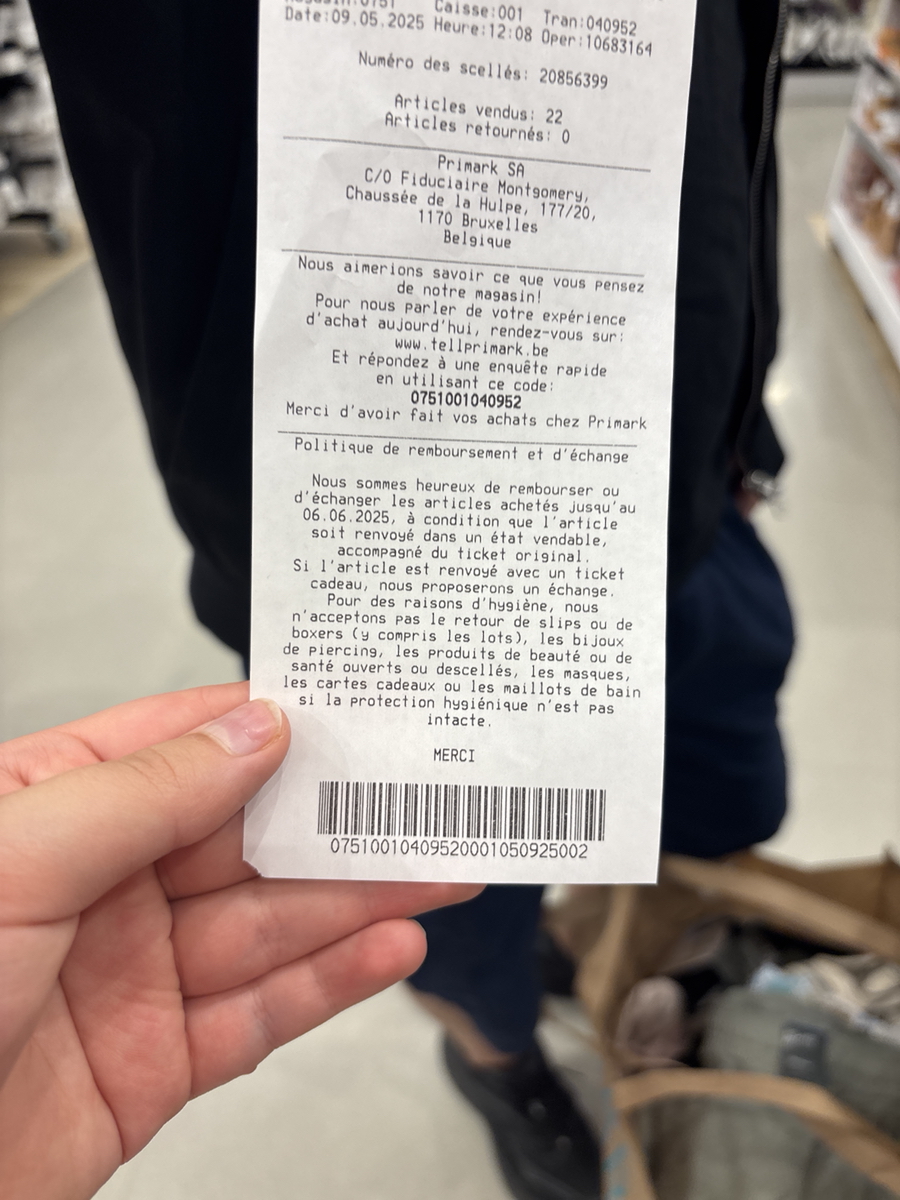 Caisse:001 Tran:040952
Date:09.05.2025 Heure:12:08 Oper:10683164
Numéro des scellés: 20856399
Articles vendus: 22
Articles retournés: 0
Primark SA
C/O Fiduciaire Montgomery,
Chaussée de la Hulpe, 177/20,
1170 Bruxelles
Belgique
Nous aimerions savoir ce que vous pensez
de notre magasin!
Pour nous parler de votre expérience
d'achat aujourd'hui, rendez-vous sur:
www.tellprimark.be
Et répondez à une enquête rapide
en utilisant ce code:
0751001040952
Merci d'avoir fait vos achats chez Primark
Politique de remboursement et d'échange
Nous sommes heureux de rembourser ou
d'échanger les articles achetés jusqu'au
06.06.2025, à condition que l'article
soit renvoyé dans un état vendable,
accompagné du ticket original.
Si l'article est renvoyé avec un ticket
cadeau, nous proposerons un échange.
Pour des raisons d'hygiène, nous
n'acceptons pas le retour de slips ou de
boxers (y compris les lots), les bijoux
de piercing, les produits de beauté ou de
santé ouverts ou descellés, les masques,
les cartes cadeaux ou les maillots de bain
si la protection hygiénique n'est pas
intacte.
MERCI
07510010409520001050925002